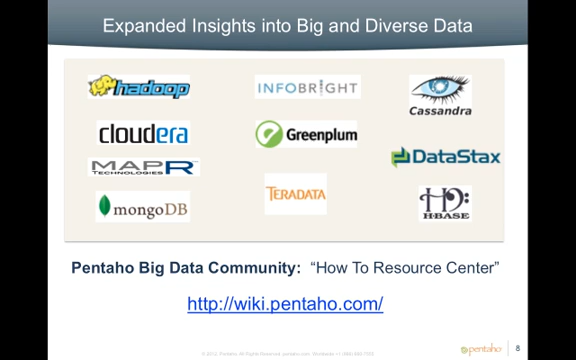 Expanded Insights into Big and Diverse Data
hadoop
INFOBRIGHT
Cassandra
cloudera
Greenplum
MAPR
TECHNOLOGIES
DataStax
mongoDB
TERADATA
H-BASE
Pentaho Big Data Community: “How To Resource Center”
http://wiki.pentaho.com/
pentaho
8